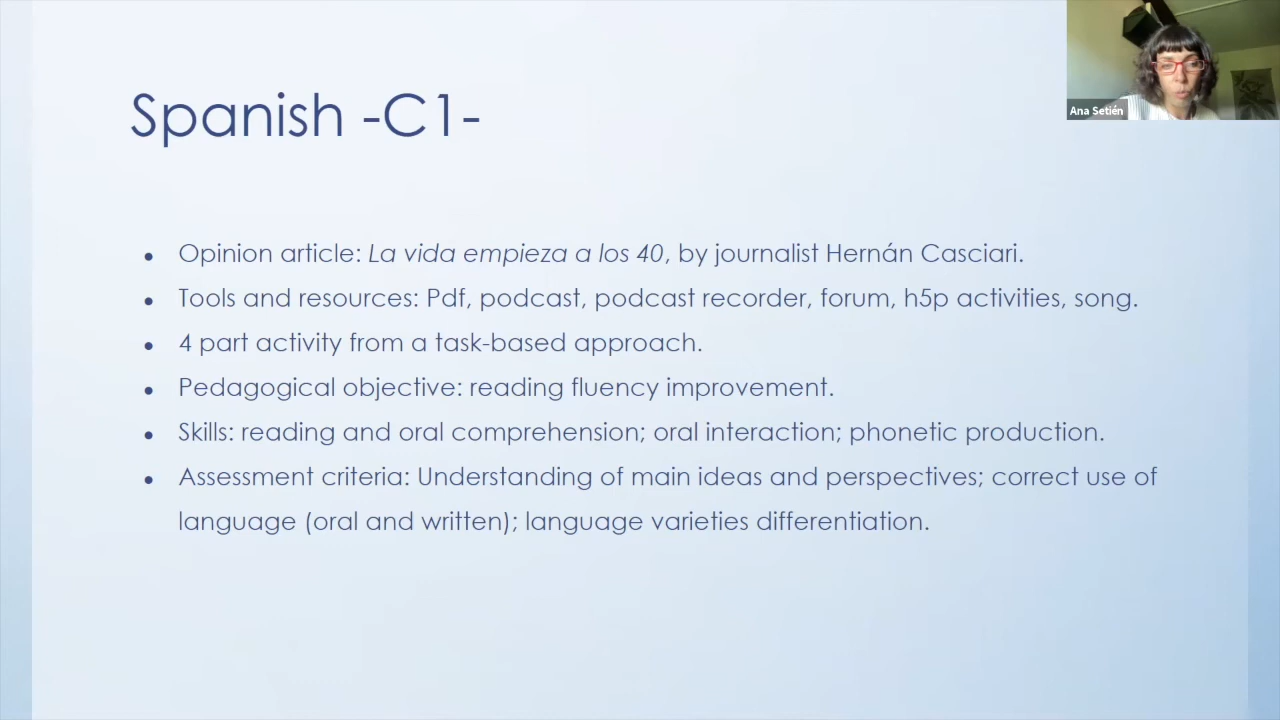 Ana Setién
Spanish -C1-
• Opinion article: La vida empieza a los 40, by journalist Hernán Casciari.
• Tools and resources: Pdf, podcast, podcast recorder, forum, h5p activities, song.
• 4 part activity from a task-based approach.
• Pedagogical objective: reading fluency improvement.
• Skills: reading and oral comprehension; oral interaction; phonetic production.
• Assessment criteria: Understanding of main ideas and perspectives; correct use of
language (oral and written); language varieties differentiation.